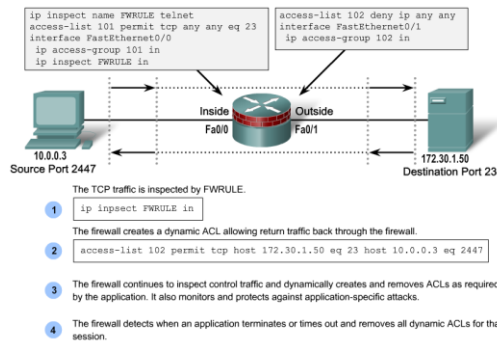 ip inspect name FWRULE telnet
access-list 101 permit tcp any any eq 23
interface FastEthernet0/0
ip access-group 101 in
ip inspect FWRULE in
access-list 102 deny ip any any
interface FastEthernet0/1
ip access-group 102 in
Inside
Outside
Fa0/0
Fa0/1
10.0.0.3
Source Port 2447
172.30.1.50
Destination Port 23
The TCP traffic is inspected by FWRULE.
1
ip inpsect FWRULE in
The firewall creates a dynamic ACL allowing return traffic back through the firewall.
2
access-list 102 permit tcp host 172.30.1.50 eq 23 host 10.0.0.3 eq 2447
3
The firewall continues to inspect control traffic and dynamically creates and removes ACLs as required
by the application. It also monitors and protects against application-specific attacks.
4
The firewall detects when an application terminates or times out and removes all dynamic ACLs for tha
session.